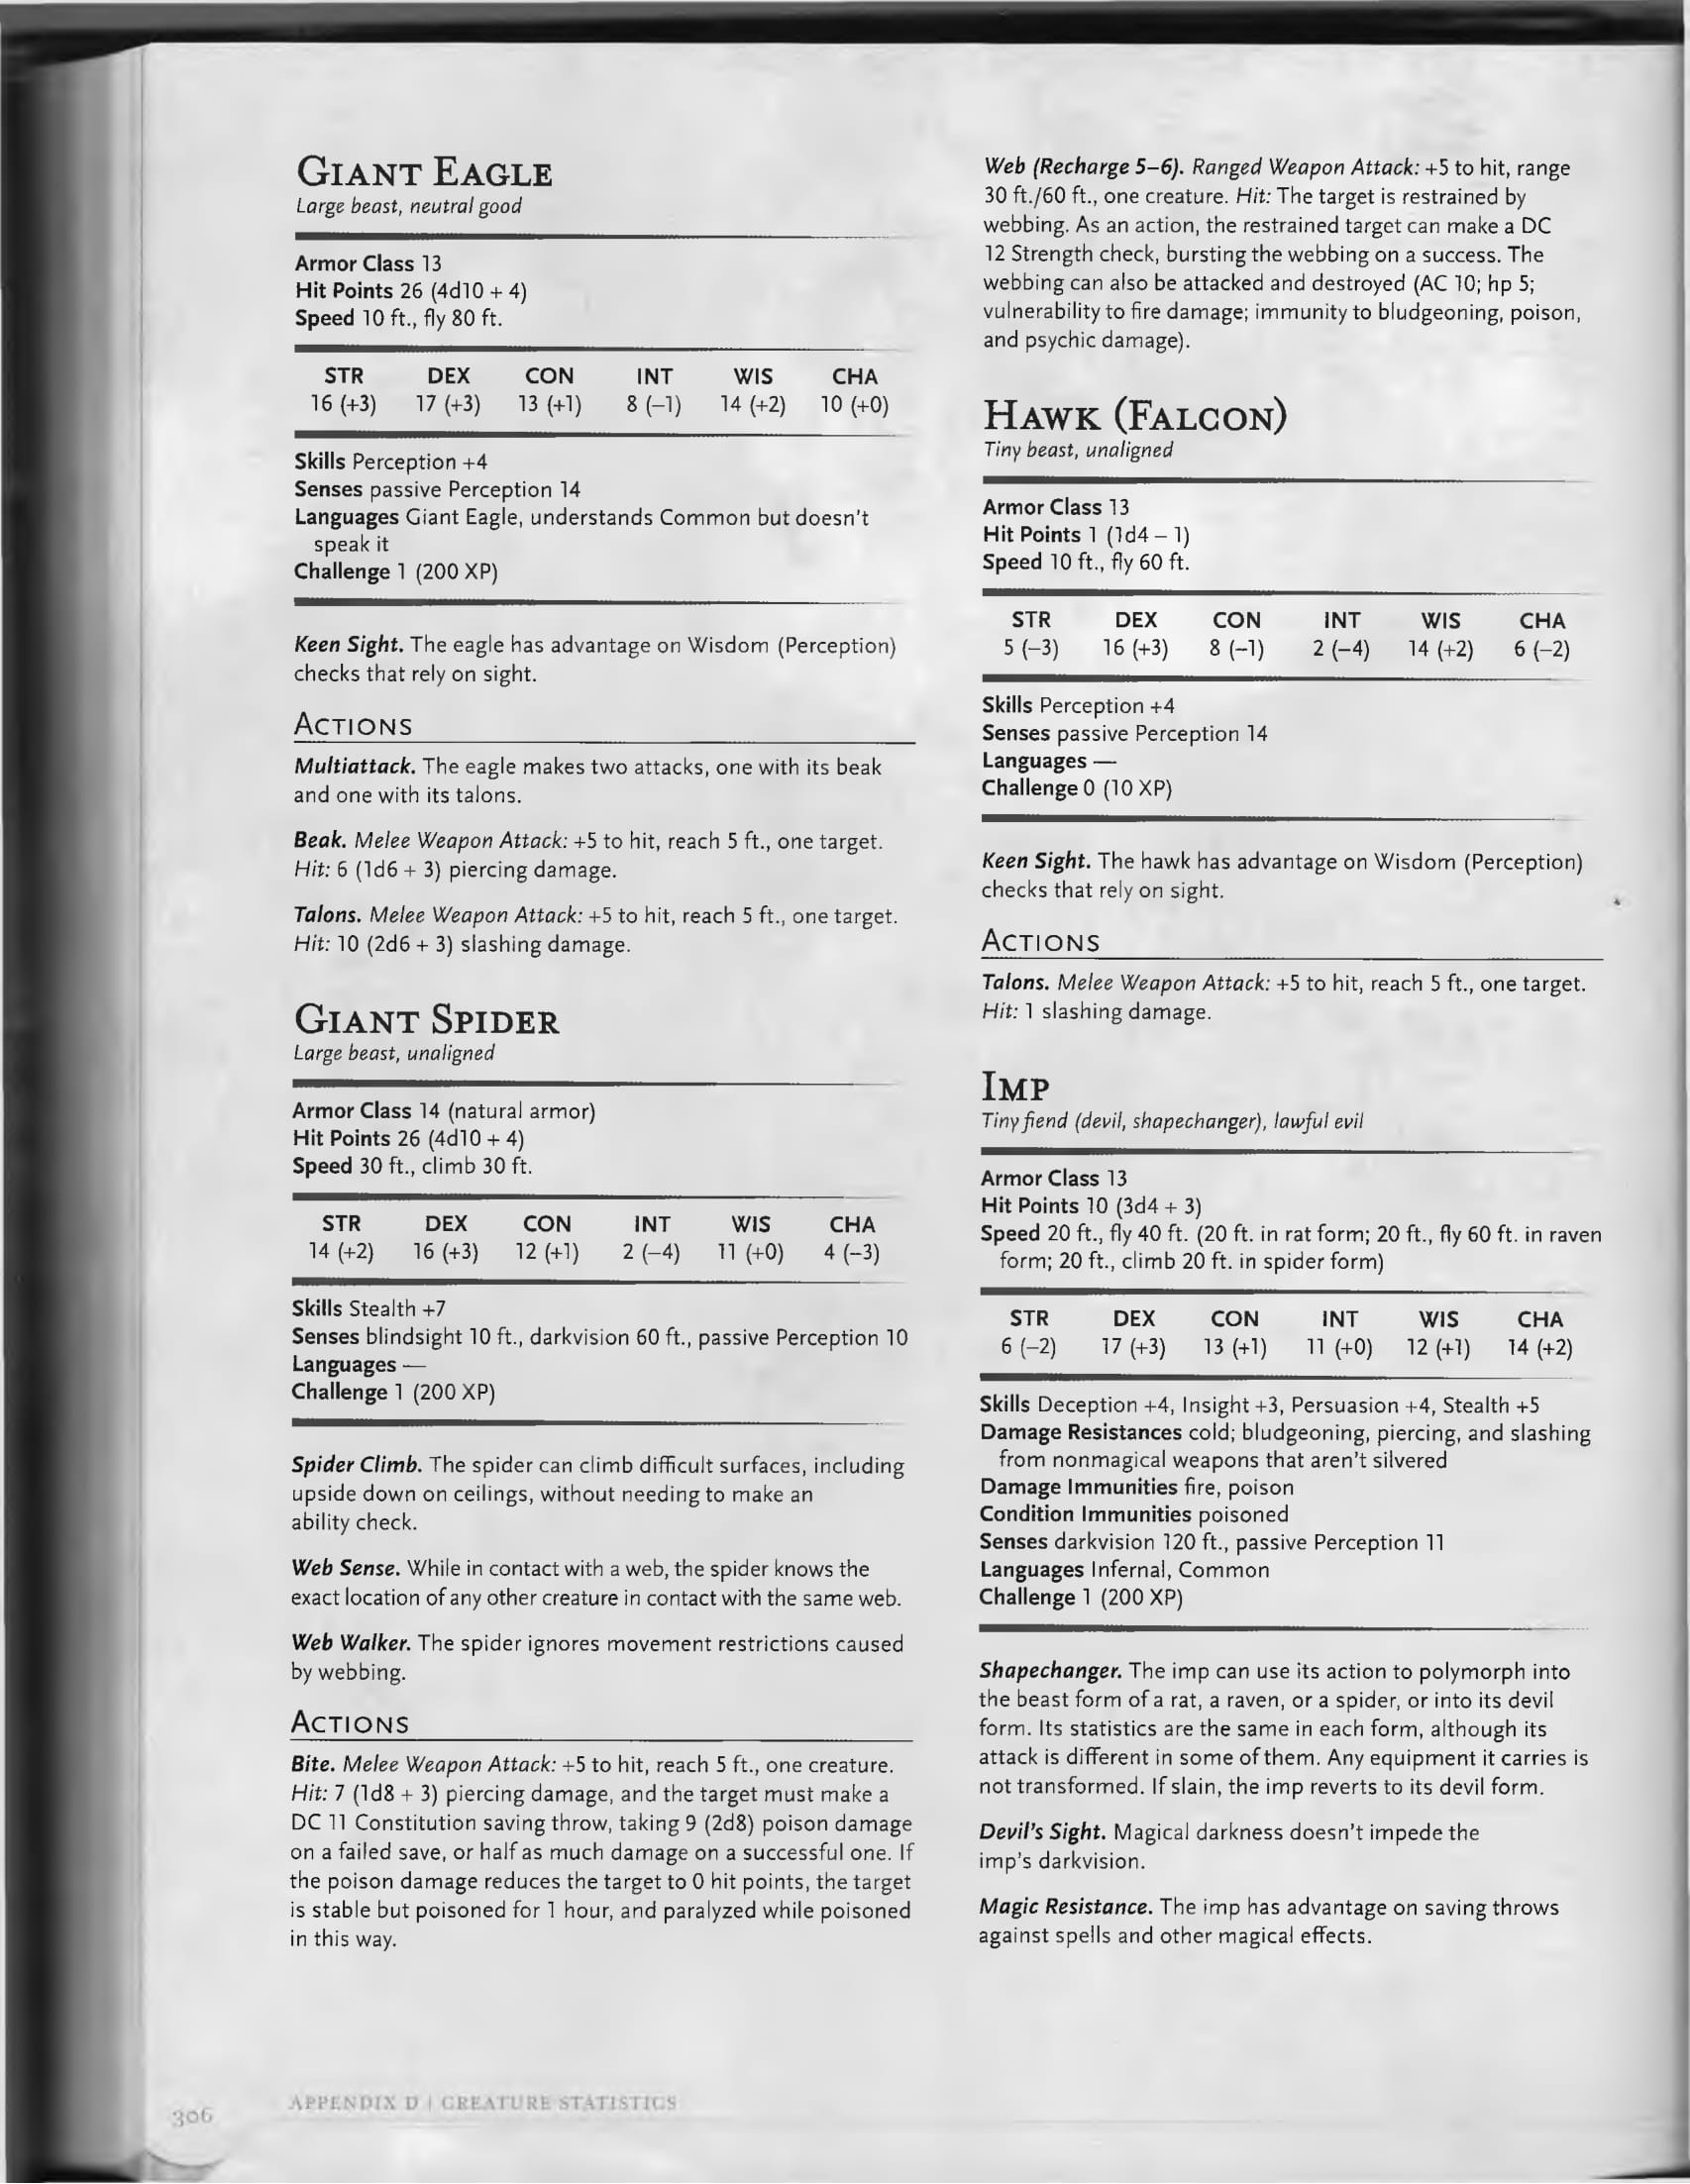 GIANT EAGLE
Large beast, neutral good
Armor Class 13
Hit Points 26 (4d10 + 4)
Speed 10 ft., fly 80 ft.
STR DEX CON INT WIS CHA
16 (+3) 17 (+3) 13 (+1) 8 (–1) 14 (+2) 10 (+0)
Skills Perception +4
Senses passive Perception 14
Languages Giant Eagle, understands Common but doesn't
speak it
Challenge 1 (200 XP)
Keen Sight. The eagle has advantage on Wisdom (Perception)
checks that rely on sight.
ACTIONS
Multiattack. The eagle makes two attacks, one with its beak
and one with its talons.
Beak. Melee Weapon Attack: +5 to hit, reach 5 ft., one target.
Hit: 6 (1d6 + 3) piercing damage.
Talons. Melee Weapon Attack: +5 to hit, reach 5 ft., one target.
Hit: 10 (2d6 + 3) slashing damage.
GIANT SPIDER
Large beast, unaligned
Armor Class 14 (natural armor)
Hit Points 26 (4d10 + 4)
Speed 30 ft., climb 30 ft.
STR DEX CON INT WIS CHA
14 (+2) 16 (+3) 12 (+1) 2 (–4) 11 (+0) 4 (–3)
Skills Stealth +7
Senses blindsight 10 ft., darkvision 60 ft., passive Perception 10
Languages —
Challenge 1 (200 XP)
Spider Climb. The spider can climb difficult surfaces, including
upside down on ceilings, without needing to make an
ability check.
Web Sense. While in contact with a web, the spider knows the
exact location of any other creature in contact with the same web.
Web Walker. The spider ignores movement restrictions caused
by webbing.
ACTIONS
Bite. Melee Weapon Attack: +5 to hit, reach 5 ft., one creature.
Hit: 7 (1d8 + 3) piercing damage, and the target must make a
DC 11 Constitution saving throw, taking 9 (2d8) poison damage
on a failed save, or half as much damage on a successful one. If
the poison damage reduces the target to 0 hit points, the target
is stable but poisoned for 1 hour, and paralyzed while poisoned
in this way.
Web (Recharge 5–6). Ranged Weapon Attack: +5 to hit, range
30 ft./60 ft., one creature. Hit: The target is restrained by
webbing. As an action, the restrained target can make a DC
12 Strength check, bursting the webbing on a success. The
webbing can also be attacked and destroyed (AC 10; hp 5;
vulnerability to fire damage; immunity to bludgeoning, poison,
and psychic damage).
HAWK (FALCON)
Tiny beast, unaligned
Armor Class 13
Hit Points 1 (1d4 – 1)
Speed 10 ft., fly 60 ft.
STR DEX CON INT WIS CHA
5 (–3) 16 (+3) 8 (–1) 2 (–4) 14 (+2) 6 (–2)
Skills Perception +4
Senses passive Perception 14
Languages —
Challenge 0 (10 XP)
Keen Sight. The hawk has advantage on Wisdom (Perception)
checks that rely on sight.
ACTIONS
Talons. Melee Weapon Attack: +5 to hit, reach 5 ft., one target.
Hit: 1 slashing damage.
IMP
Tiny fiend (devil, shapechanger), lawful evil
Armor Class 13
Hit Points 10 (3d4 + 3)
Speed 20 ft., fly 40 ft. (20 ft. in rat form; 20 ft., fly 60 ft. in raven
form; 20 ft., climb 20 ft. in spider form)
STR DEX CON INT WIS CHA
6 (–2) 17 (+3) 13 (+1) 11 (+0) 12 (+1) 14 (+2)
Skills Deception +4, Insight +3, Persuasion +4, Stealth +5
Damage Resistances cold; bludgeoning, piercing, and slashing
from nonmagical weapons that aren't silvered
Damage Immunities fire, poison
Condition Immunities poisoned
Senses darkvision 120 ft., passive Perception 11
Languages Infernal, Common
Challenge 1 (200 XP)
Shapechanger. The imp can use its action to polymorph into
the beast form of a rat, a raven, or a spider, or into its devil
form. Its statistics are the same in each form, although its
attack is different in some of them. Any equipment it carries is
not transformed. If slain, the imp reverts to its devil form.
Devil's Sight. Magical darkness doesn't impede the
imp's darkvision.
Magic Resistance. The imp has advantage on saving throws
against spells and other magical effects.
306
APPENDIX D | CREATURE STATISTICS